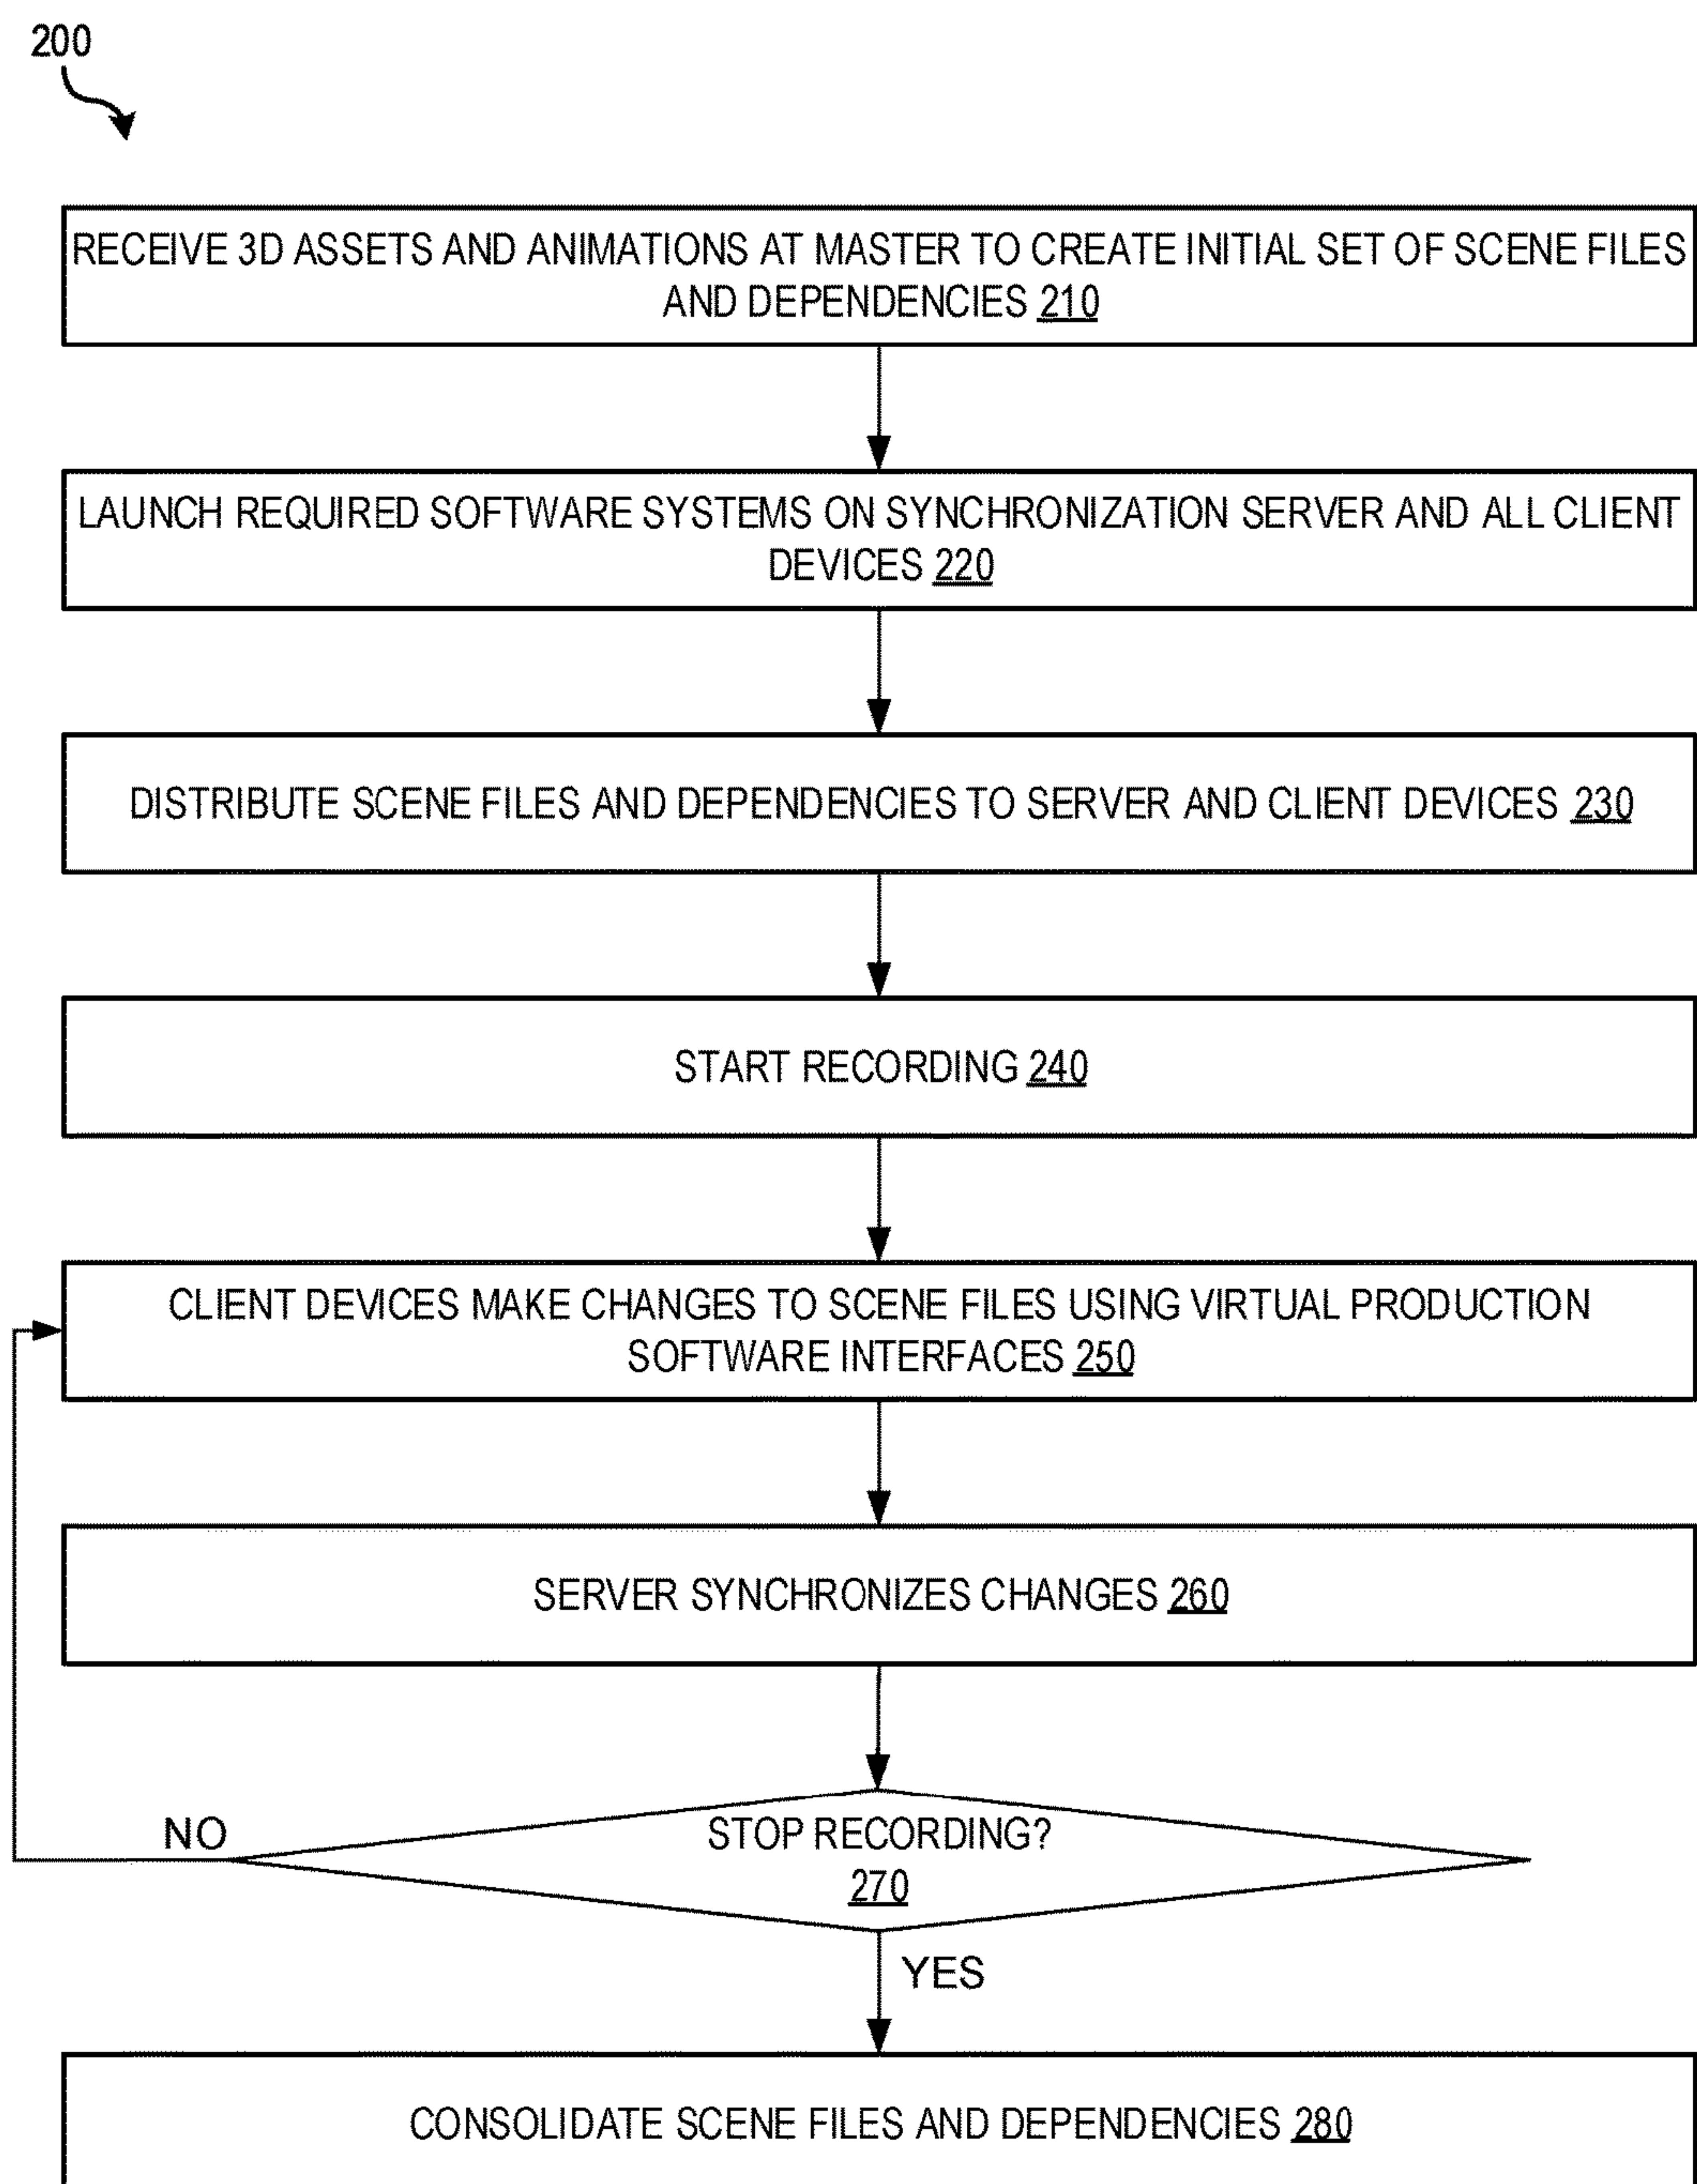 200
RECEIVE 3D ASSETS AND ANIMATIONS AT MASTER TO CREATE INITIAL SET OF SCENE FILES
AND DEPENDENCIES 210
LAUNCH REQUIRED SOFTWARE SYSTEMS ON SYNCHRONIZATION SERVER AND ALL CLIENT
DEVICES 220
DISTRIBUTE SCENE FILES AND DEPENDENCIES TO SERVER AND CLIENT DEVICES 230
START RECORDING 240
CLIENT DEVICES MAKE CHANGES TO SCENE FILES USING VIRTUAL PRODUCTION
SOFTWARE INTERFACES 250
SERVER SYNCHRONIZES CHANGES 260
NO
STOP RECORDING?
270
YES
CONSOLIDATE SCENE FILES AND DEPENDENCIES 280